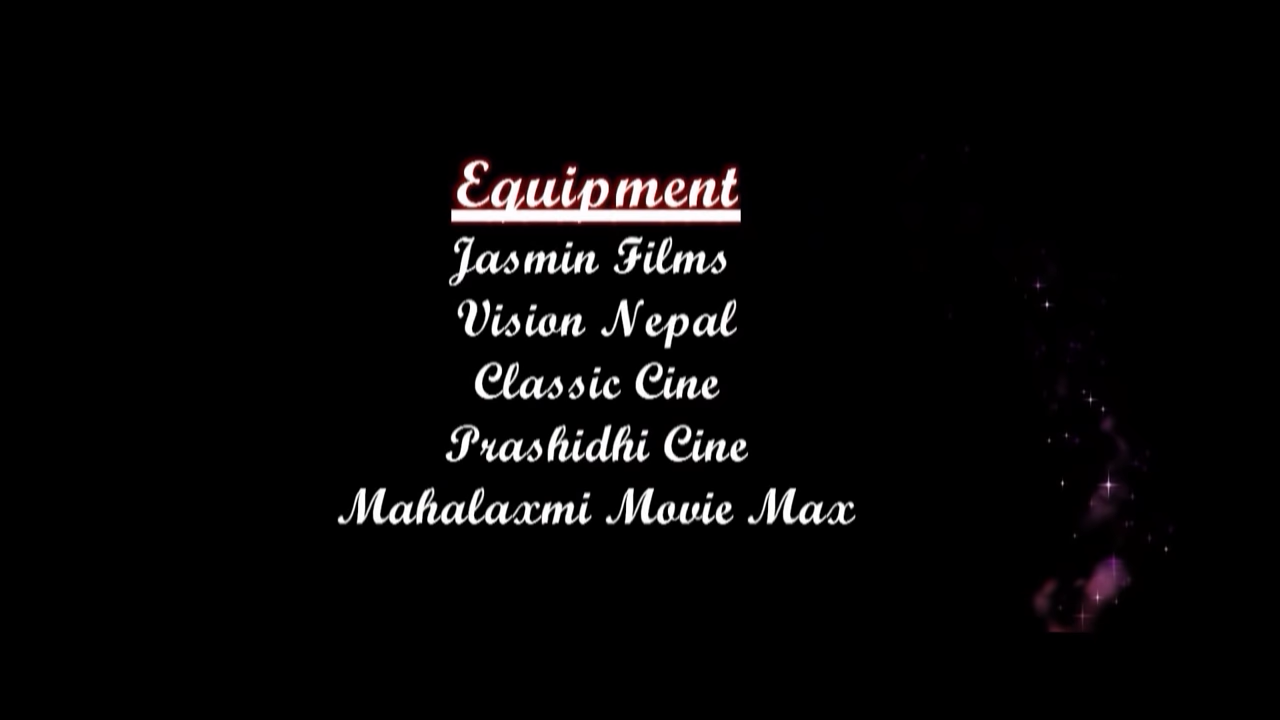 Equipment
Jasmin Films
Vision Nepal
Classic Cine
Prashidhi Cine
Mahalaxmi Movie Max